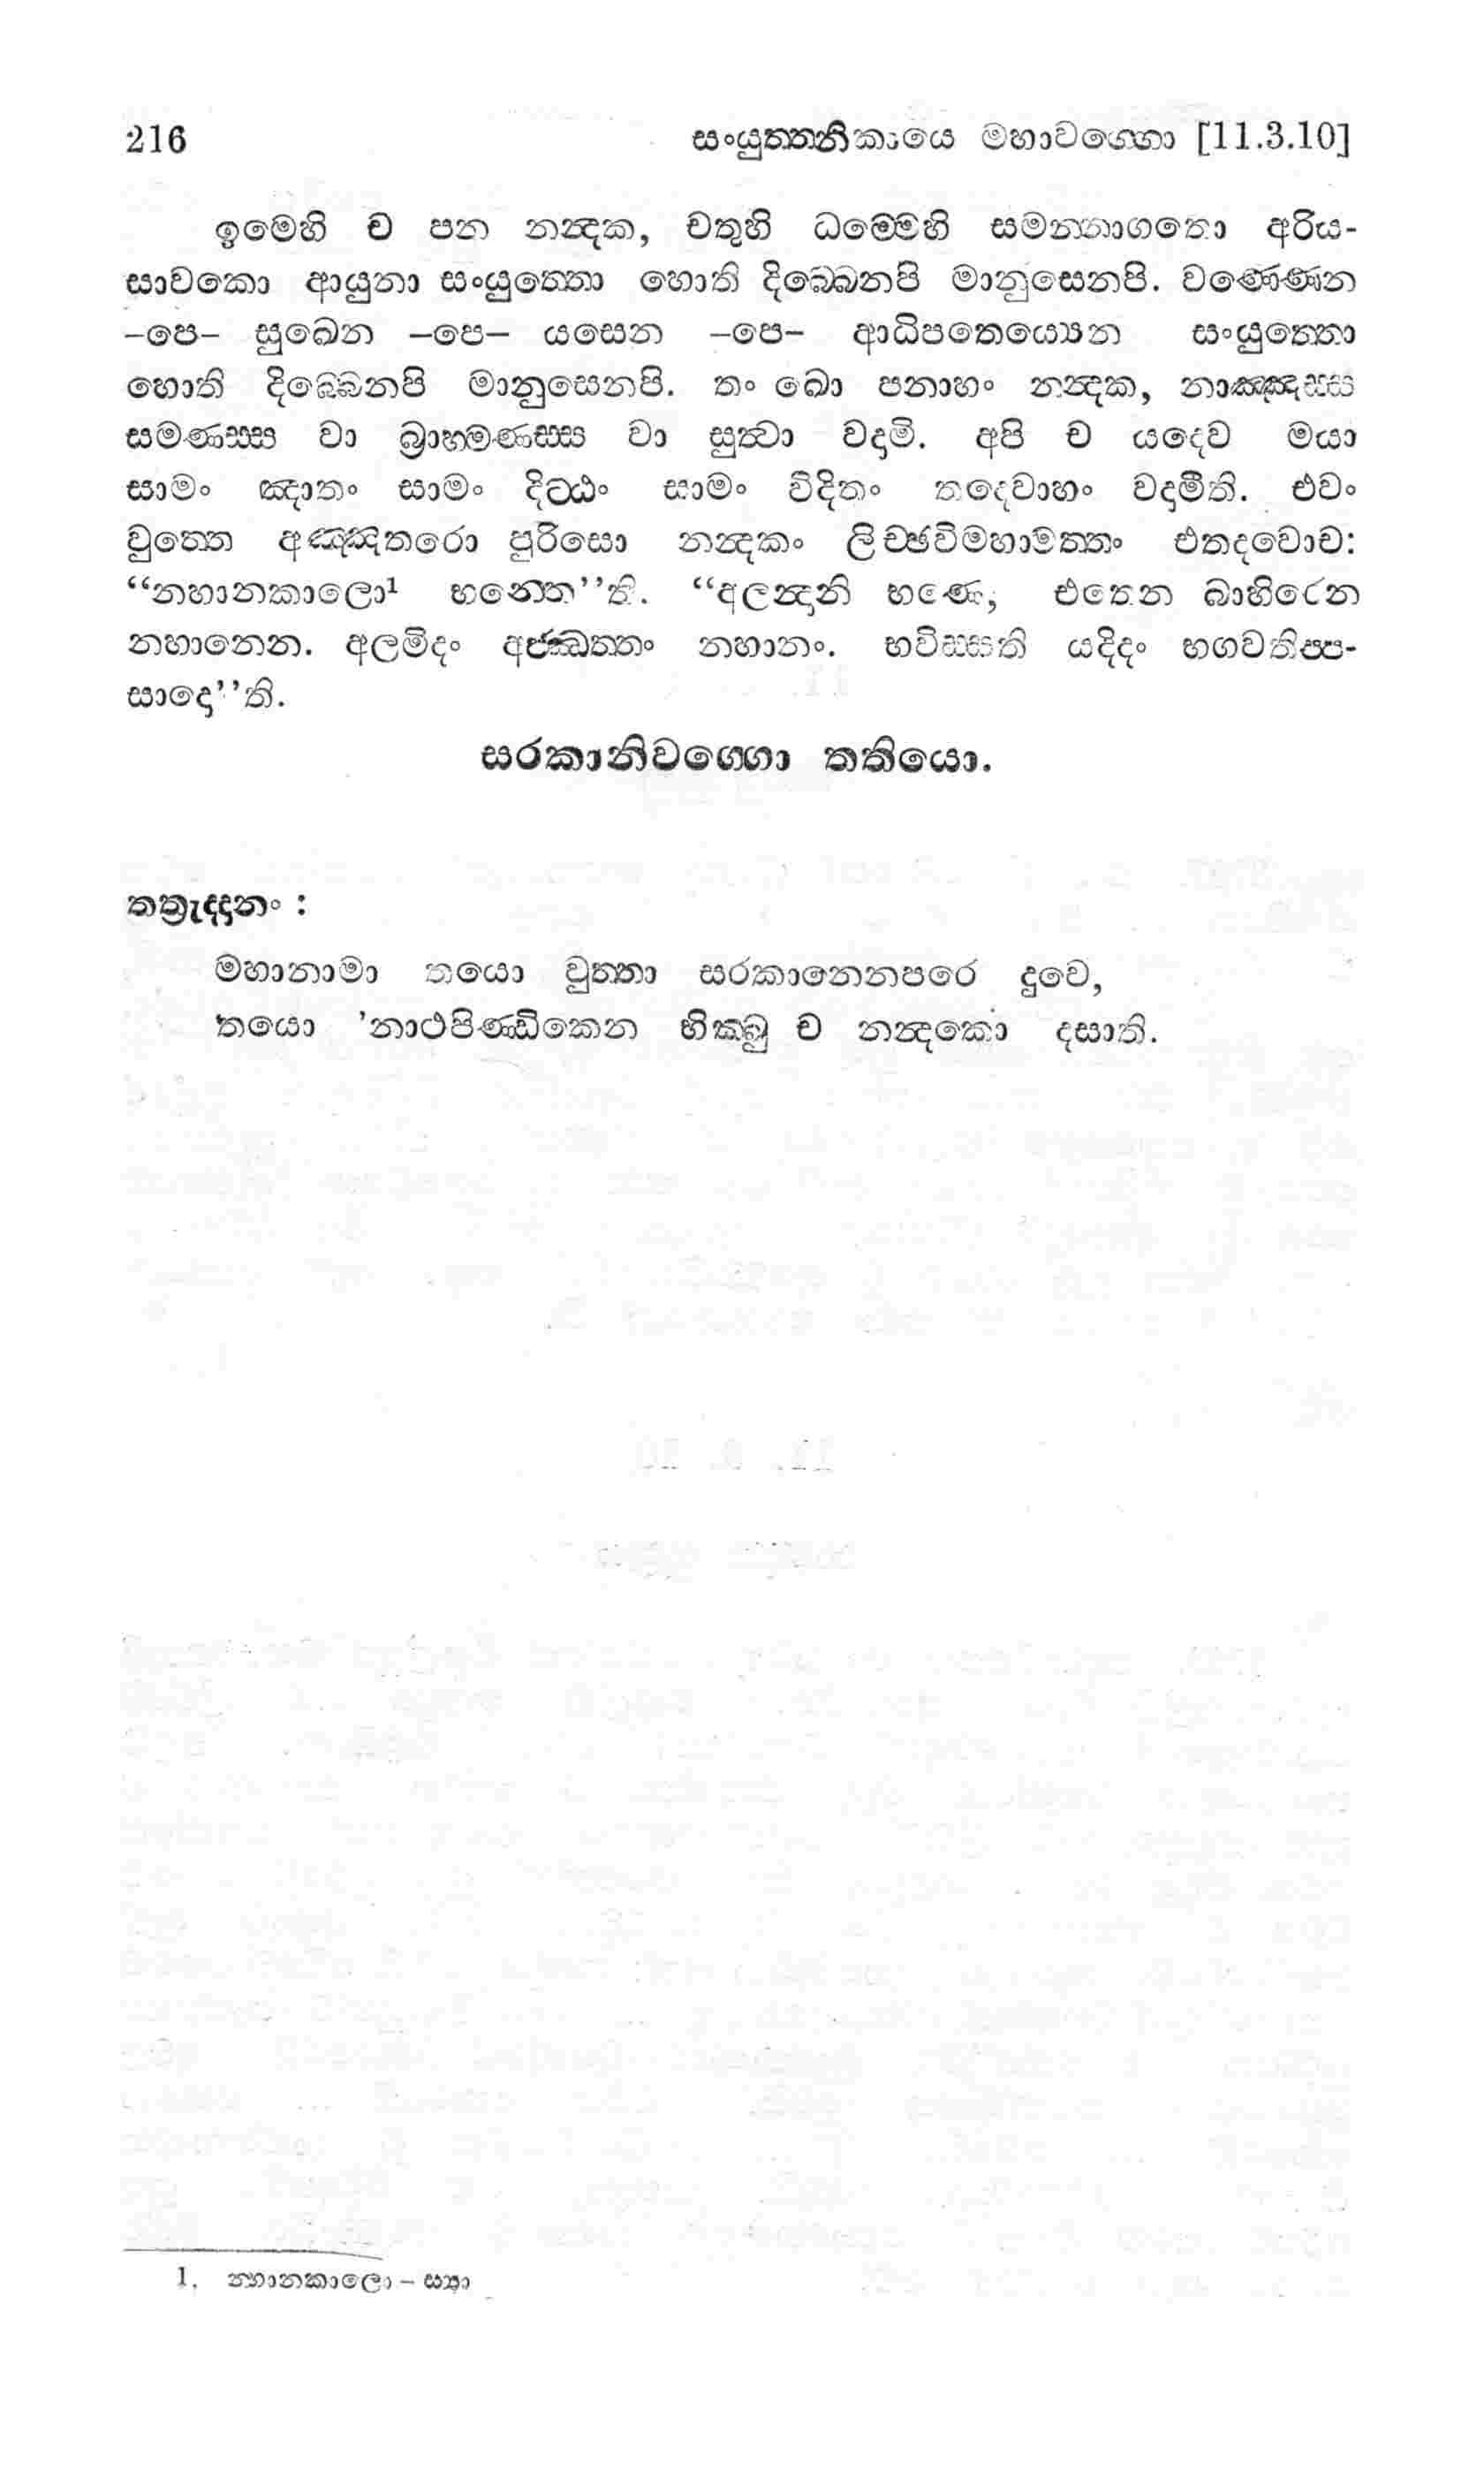 216 සංයුත්තනිකායෙ මහාවග්ගො [11.3.10]
ඉමෙහි ච පන නන්දක, චතුහි ධම්මෙහි සමන්නාගතො අරිය-
සාවකො ආයුනා සංයුත්තො හොති දිබ්බෙනපි මානුසෙනපි. වණ්ණෙන
–පෙ– සුඛෙන –පෙ– යසෙන –පෙ– ආධිපතෙය්‍යෙන සංයුත්තො
හොති දිබ්බෙනපි මානුසෙනපි. තං ඛො පනාහං නන්දක, නාඤ්ඤස්ස
සමණස්ස වා බ්‍රාහ්මණස්ස වා සුත්වා වදාමි. අපි ච යදෙව මයා
සාමං ඤාතං සාමං දිට්ඨං සාමං විදිතං තදෙවාහං වදාමීති. එවං
වුත්තෙ අඤ්ඤතරො පුරිසො නන්දකං ලිච්ඡවිමහාමත්තං එතදවොච:
“නහානකාලො¹ භන්තෙ”ති. “අලන්දානි භණෙ, එතෙන බාහිරෙන
නහානෙන. අලමිදං අජ්ඣත්තං නහානං. භවිස්සති යදිදං භගවතිප්ප-
සාදො”ති.
සරකානිවග්ගො තතියො.
තත්‍රැද්දානං :
මහානාමා තයො වුත්තා සරකානෙනපරෙ දුවෙ,
තයො ’නාථපිණ්ඩිකෙන භික්ඛු ච නන්දකො දසාති.
1. න්හානකාලො – ස්‍යා